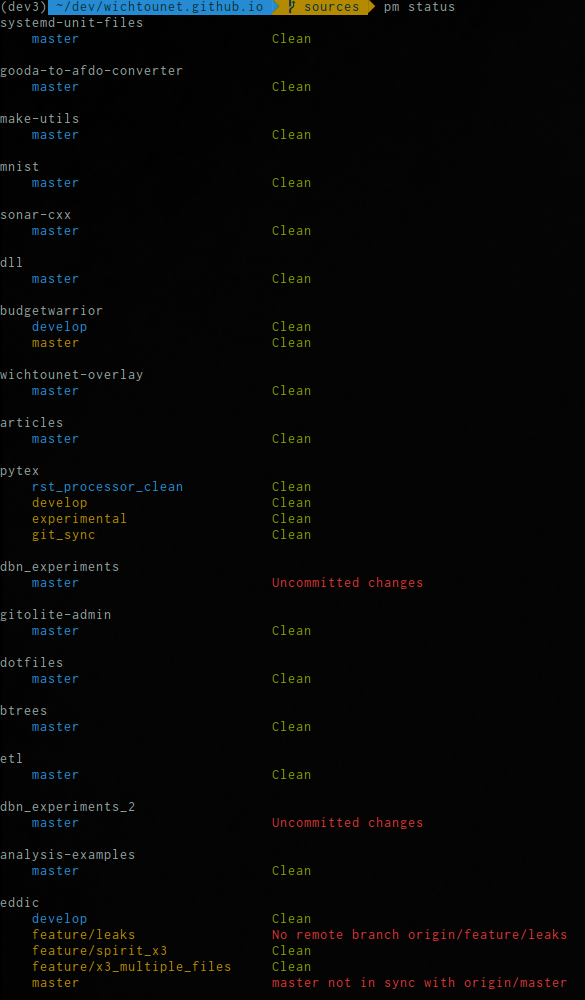 (dev3) ~/dev/wichtounet.github.io sources pm status
systemd-unit-files
master Clean
gooda-to-afdo-converter
master Clean
make-utils
master Clean
mnist
master Clean
sonar-cxx
master Clean
dll
master Clean
budgetwarrior
develop Clean
master Clean
wichtounet-overlay
master Clean
articles
master Clean
pytex
rst_processor_clean Clean
develop Clean
experimental Clean
git_sync Clean
dbn_experiments
master Uncommitted changes
gitolite-admin
master Clean
dotfiles
master Clean
btrees
master Clean
etl
master Clean
dbn_experiments_2
master Uncommitted changes
analysis-examples
master Clean
eddic
develop Clean
feature/leaks No remote branch origin/feature/leaks
feature/spirit_x3 Clean
feature/x3_multiple_files Clean
master master not in sync with origin/master